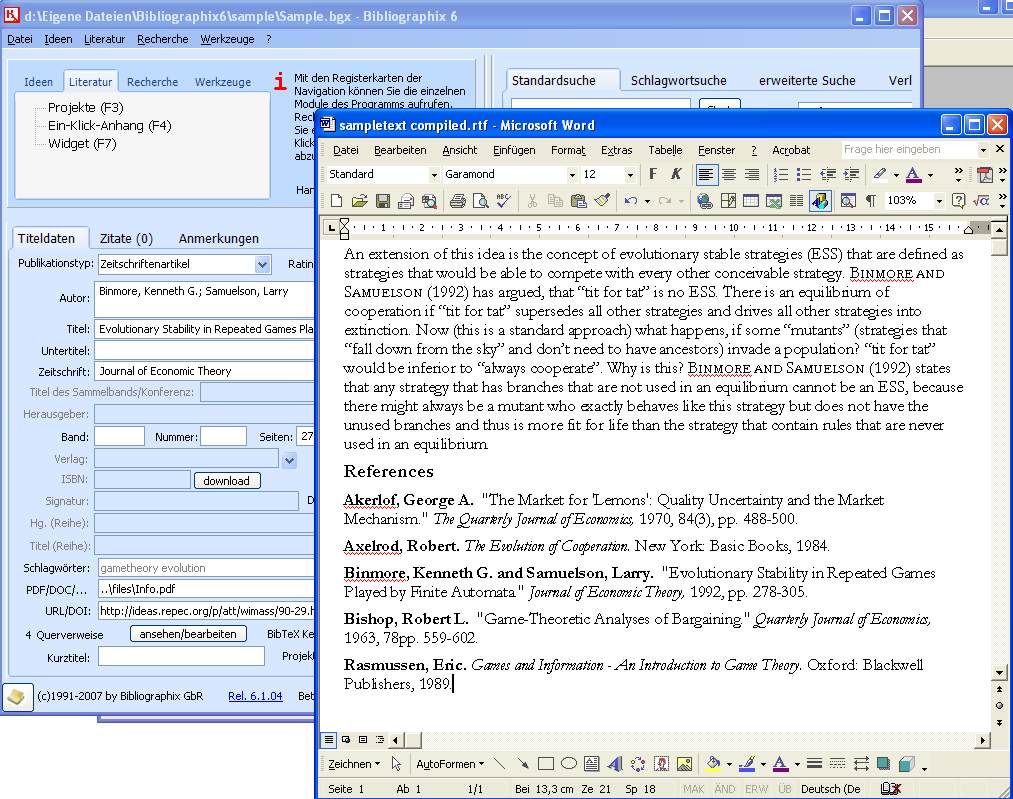 d:\Eigene Dateien\Bibliographix6\sample\Sample.bgx - Bibliographix 6
Datei Ideen Literatur Recherche Werkzeuge ?
Ideen Literatur Recherche Werkzeuge
Projekte (F3)
Ein-Klick-Anhang (F4)
Widget (F7)
Mit den Registerkarten der
Navigation können Sie die einzelnen
Module des Programms aufrufen.
Standardsuche Schlagwortsuche erweiterte Suche Verl
Titeldaten Zitate (0) Anmerkungen
Publikationstyp: Zeitschriftenartikel
Autor: Binmore, Kenneth G.; Samuelson, Larry
Titel: Evolutionary Stability in Repeated Games Pla
Untertitel:
Zeitschrift: Journal of Economic Theory
Titel des Sammelbands/Konferenz:
Herausgeber:
Band: Nummer: Seiten: 27
Verlag:
ISBN: download
Signatur:
Hg. (Reihe):
Titel (Reihe):
Schlagwörter: gametheory evolution
PDF/DOC/... ..\files\Info.pdf
URL/DOI: http://ideas.repec.org/p/att/wimass/90-29.h
4 Querverweise ansehen/bearbeiten BibTeX Ke
Kurztitel: Projekt
(c)1991-2007 by Bibliographix GbR Rel. 6.1.04 Bet
sampletext compiled.rtf - Microsoft Word
Datei Bearbeiten Ansicht Einfügen Format Extras Tabelle Fenster ? Acrobat Frage hier eingeben
Standard Garamond 12 F K
103%
1 2 3 4 5 6 7 8 9 10 11 12 13 14 15
An extension of this idea is the concept of evolutionary stable strategies (ESS) that are defined as
strategies that would be able to compete with every other conceivable strategy. BINMORE AND
SAMUELSON (1992) has argued, that “tit for tat” is no ESS. There is an equilibrium of
cooperation if “tit for tat” supersedes all other strategies and drives all other strategies into
extinction. Now (this is a standard approach) what happens, if some “mutants” (strategies that
“fall down from the sky” and don’t need to have ancestors) invade a population? “tit for tat”
would be inferior to “always cooperate”. Why is this? BINMORE AND SAMUELSON (1992) states
that any strategy that has branches that are not used in an equilibrium cannot be an ESS, because
there might always be a mutant who exactly behaves like this strategy but does not have the
unused branches and thus is more fit for life than the strategy that contain rules that are never
used in an equilibrium.
References
Akerlof, George A. "The Market for 'Lemons': Quality Uncertainty and the Market
Mechanism." The Quarterly Journal of Economics, 1970, 84(3), pp. 488-500.
Axelrod, Robert. The Evolution of Cooperation. New York: Basic Books, 1984.
Binmore, Kenneth G. and Samuelson, Larry. "Evolutionary Stability in Repeated Games
Played by Finite Automata." Journal of Economic Theory, 1992, pp. 278-305.
Bishop, Robert L. "Game-Theoretic Analyses of Bargaining." Quarterly Journal of Economics,
1963, 78pp. 559-602.
Rasmussen, Eric. Games and Information - An Introduction to Game Theory. Oxford: Blackwell
Publishers, 1989.
Zeichnen AutoFormen
Seite 1 Ab 1 1/1 Bei 13,3 cm Ze 21 Sp 18 MAK ÄND ERW ÜB Deutsch (De